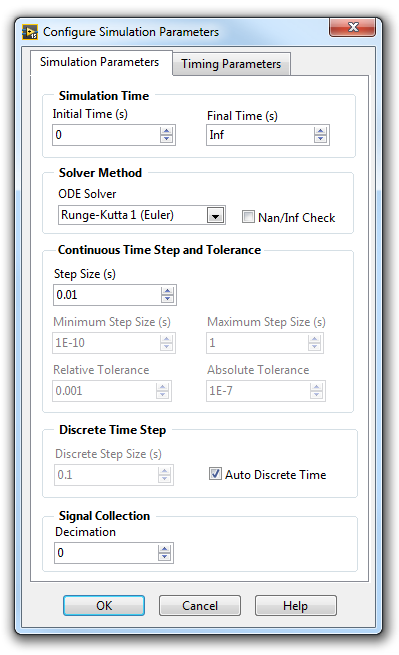 Configure Simulation Parameters
Simulation Parameters Timing Parameters
Simulation Time
Initial Time (s) Final Time (s)
0 Inf
Solver Method
ODE Solver
Runge-Kutta 1 (Euler) Nan/Inf Check
Continuous Time Step and Tolerance
Step Size (s)
0.01
Minimum Step Size (s) Maximum Step Size (s)
1E-10 1
Relative Tolerance Absolute Tolerance
0.001 1E-7
Discrete Time Step
Discrete Step Size (s)
0.1 Auto Discrete Time
Signal Collection
Decimation
0
OK Cancel Help